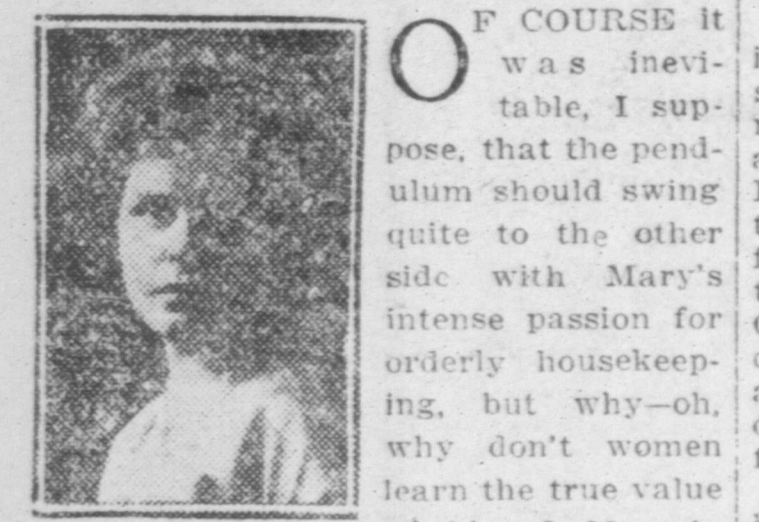 OF COURSE it
was inevi-
table, I sup-
pose, that the pend-
ulum should swing
quite to the other
side with Mary's
intense passion for
orderly housekeep-
ing, but why—oh,
why don't women
learn the true value